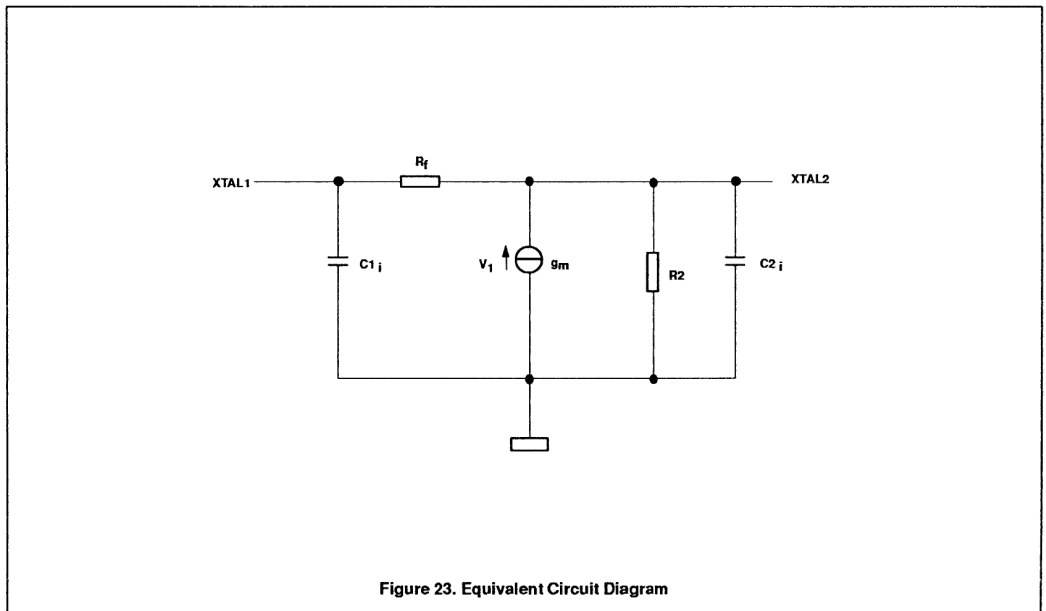 Rf
XTAL1
XTAL2
C1 i
V1
gm
R2
C2 i
Figure 23. Equivalent Circuit Diagram